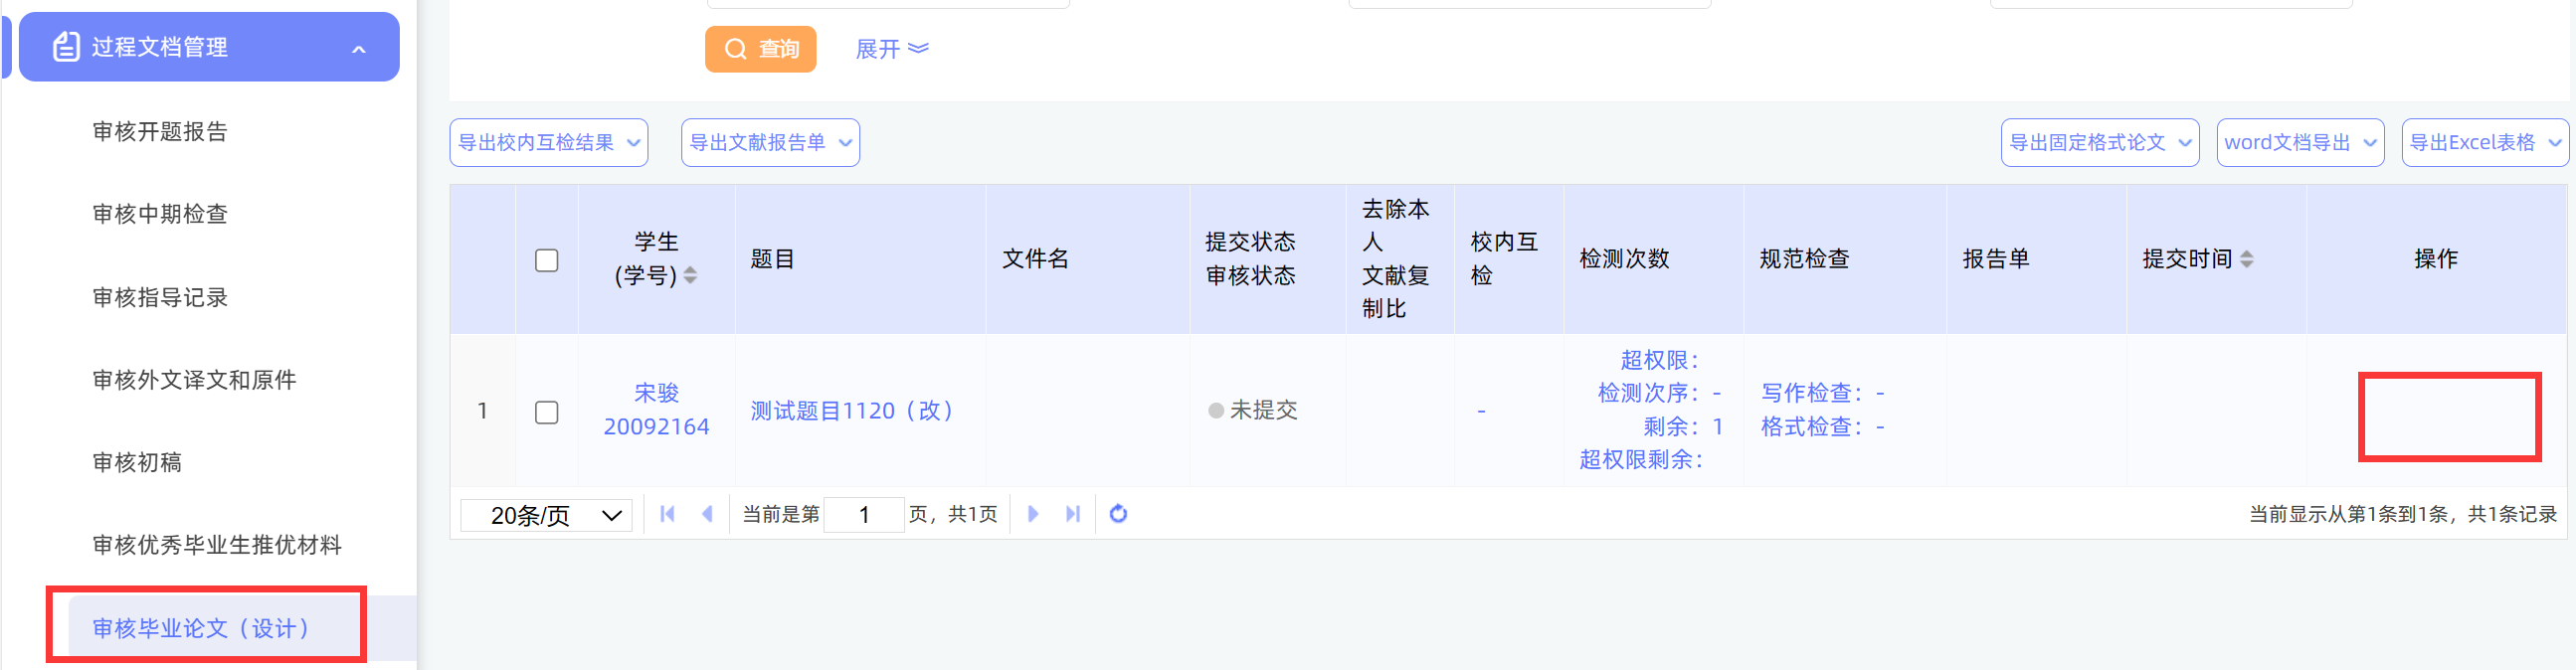 过程文档管理
审核开题报告
审核中期检查
审核指导记录
审核外文译文和原件
审核初稿
审核优秀毕业生推优材料
审核毕业论文（设计）
查询
展开
导出校内互检结果
导出文献报告单
导出固定格式论文
word文档导出
导出Excel表格
学生
(学号)
题目
文件名
提交状态
审核状态
去除本
人
文献复
制比
校内互
检
检测次数
规范检查
报告单
提交时间
操作
1
宋骏
20092164
测试题目1120（改）
未提交
-
超权限：
检测次序：-
剩余：1
超权限剩余：
写作检查：-
格式检查：-
20条/页
当前是第 1 页，共1页
当前显示从第1条到1条，共1条记录